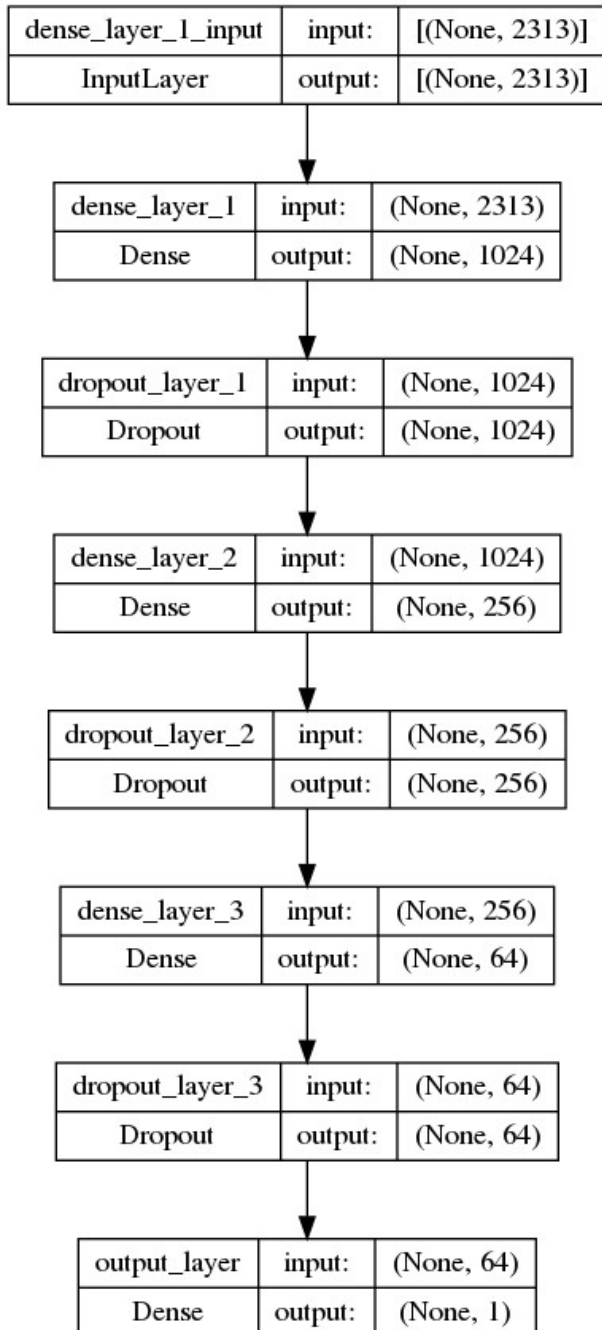 dense_layer_1_input input: [(None, 2313)]
InputLayer output: [(None, 2313)]
dense_layer_1 input: (None, 2313)
Dense output: (None, 1024)
dropout_layer_1 input: (None, 1024)
Dropout output: (None, 1024)
dense_layer_2 input: (None, 1024)
Dense output: (None, 256)
dropout_layer_2 input: (None, 256)
Dropout output: (None, 256)
dense_layer_3 input: (None, 256)
Dense output: (None, 64)
dropout_layer_3 input: (None, 64)
Dropout output: (None, 64)
output_layer input: (None, 64)
Dense output: (None, 1)